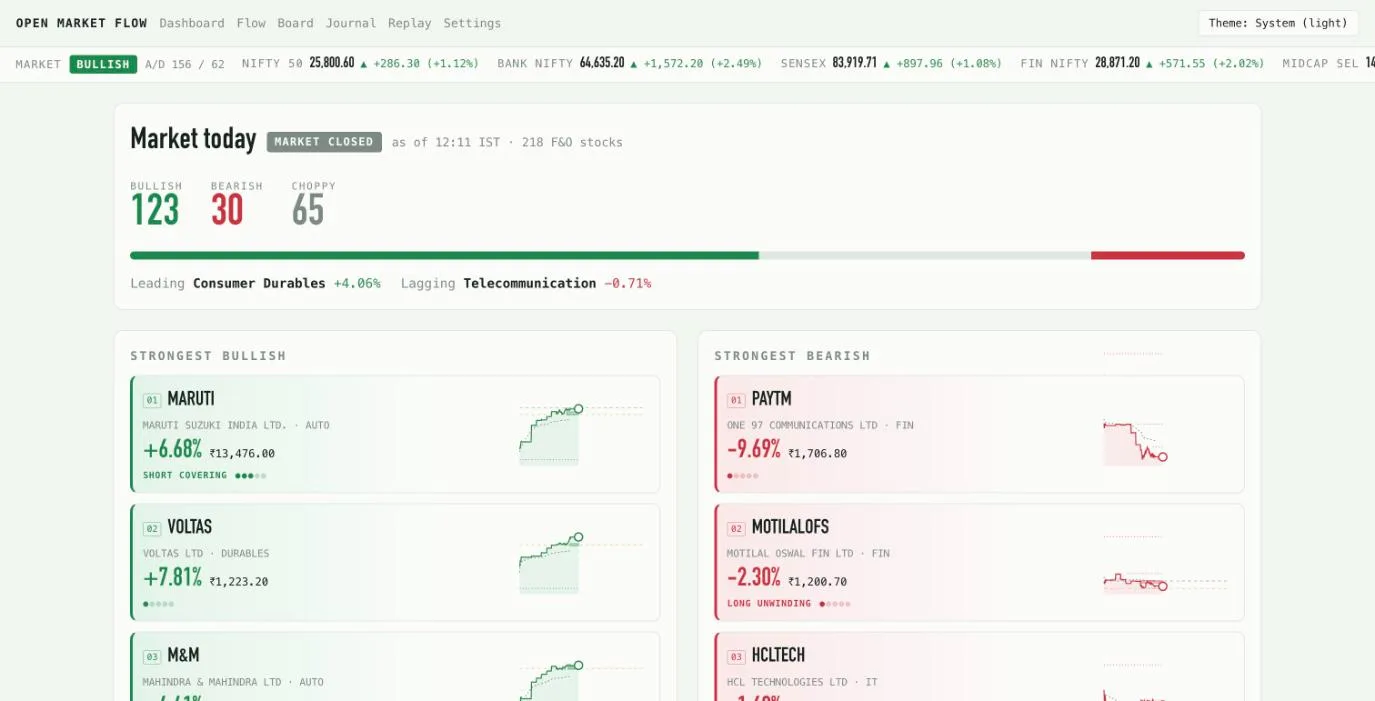 OPEN MARKET FLOW Dashboard Flow Board Journal Replay Settings Theme: System (light)
MARKET BULLISH A/D 156 / 62 NIFTY 50 25,800.60 ▲ +286.30 (+1.12%) BANK NIFTY 64,635.20 ▲ +1,572.20 (+2.49%) SENSEX 83,919.71 ▲ +897.96 (+1.08%) FIN NIFTY 28,871.20 ▲ +571.55 (+2.02%) MIDCAP SEL
Market today MARKET CLOSED as of 12:11 IST · 218 F&O stocks
BULLISH BEARISH CHOPPY
123 30 65
Leading Consumer Durables +4.06% Lagging Telecommunication −0.71%
STRONGEST BULLISH
01 MARUTI
MARUTI SUZUKI INDIA LTD. · AUTO
+6.68% ₹13,476.00
SHORT COVERING
02 VOLTAS
VOLTAS LTD · DURABLES
+7.81% ₹1,223.20
03 M&M
MAHINDRA & MAHINDRA LTD · AUTO
STRONGEST BEARISH
01 PAYTM
ONE 97 COMMUNICATIONS LTD · FIN
−9.69% ₹1,706.80
02 MOTILALOFS
MOTILAL OSWAL FIN LTD · FIN
−2.30% ₹1,200.70
LONG UNWINDING
03 HCLTECH
HCL TECHNOLOGIES LTD · IT